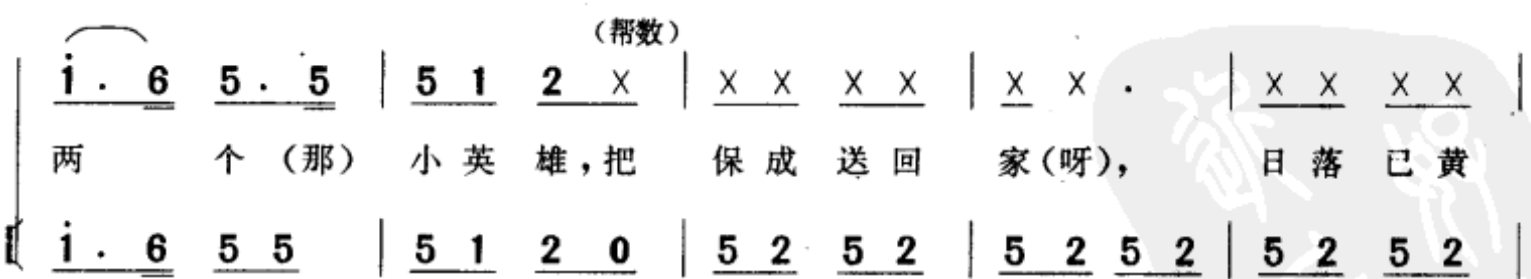 （帮数）
i . 6 5 . 5 | 5 1 2 X | X X X X | X X . | X X X X |
两 个（那）小英雄，把 保成送回 家（呀）， 日落已黄
i . 6 5 5 | 5 1 2 0 | 5 2 5 2 | 5 2 5 2 | 5 2 5 2